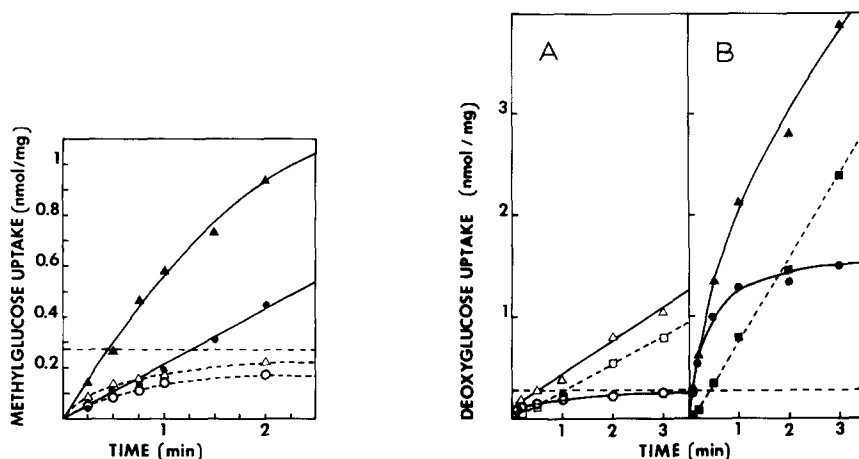 METHYLGLUCOSE UPTAKE (nmol/mg)
1
0.8
0.6
0.4
0.2
1
2
TIME (min)
DEOXYGLUCOSE UPTAKE (nmol/mg)
A
B
3
2
1
1
2
3
1
2
3
TIME (min)